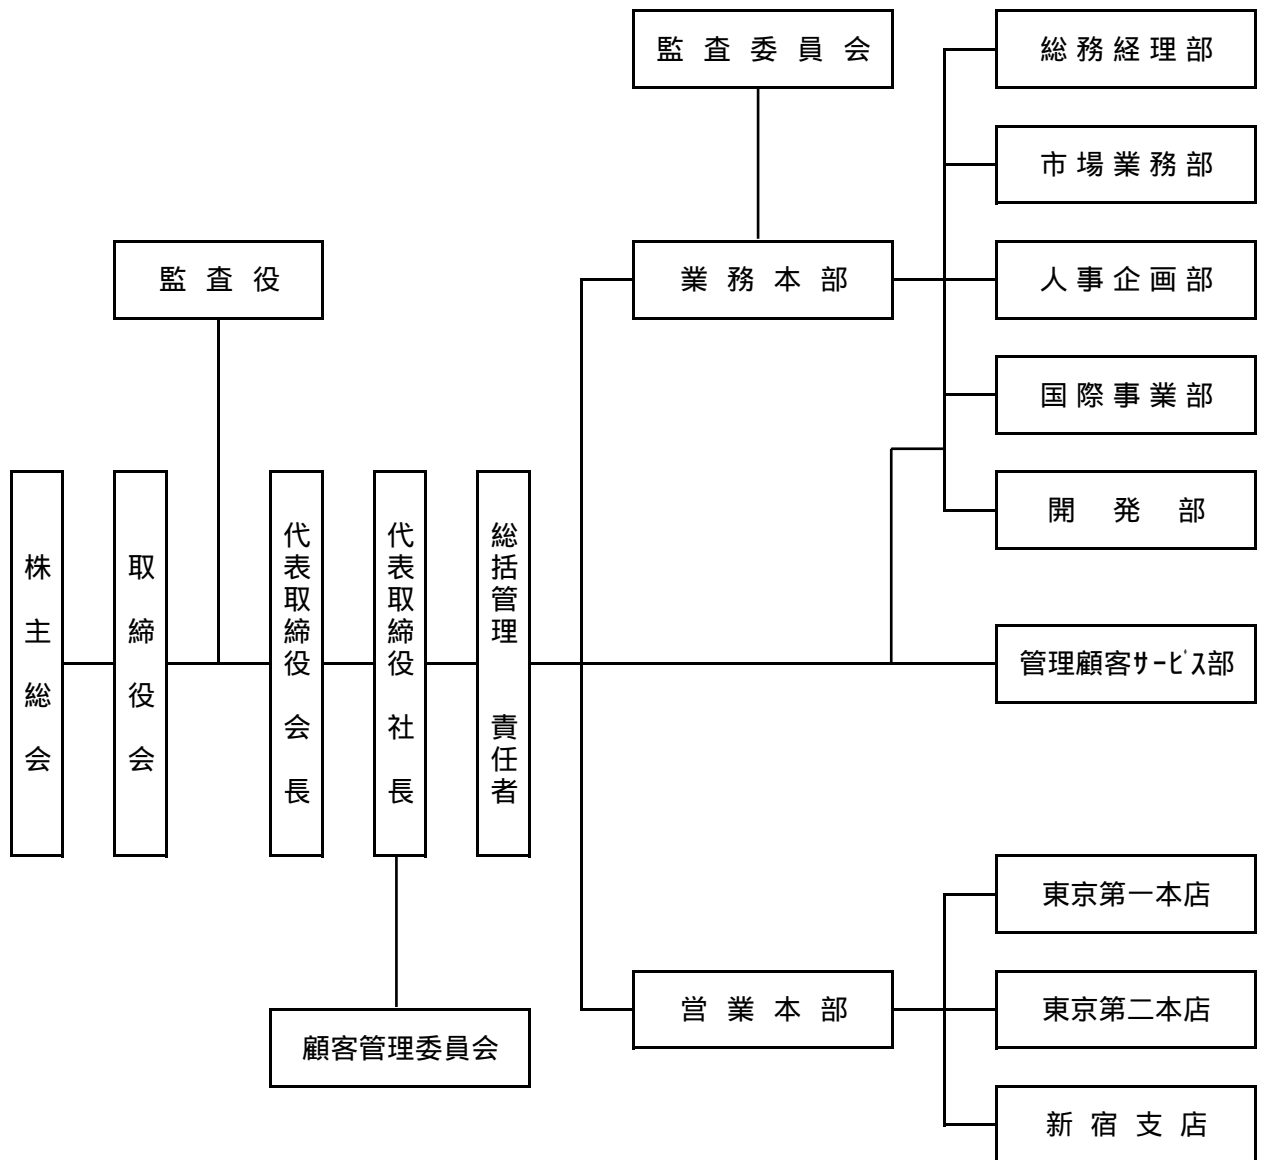 監査委員会
総務経理部
市場業務部
監査役
業務本部
人事企画部
国際事業部
開発部
株主総会
取締役会
代表取締役会長
代表取締役社長
総括管理責任者
管理顧客ｻｰﾋﾞｽ部
東京第一本店
営業本部
東京第二本店
顧客管理委員会
新宿支店